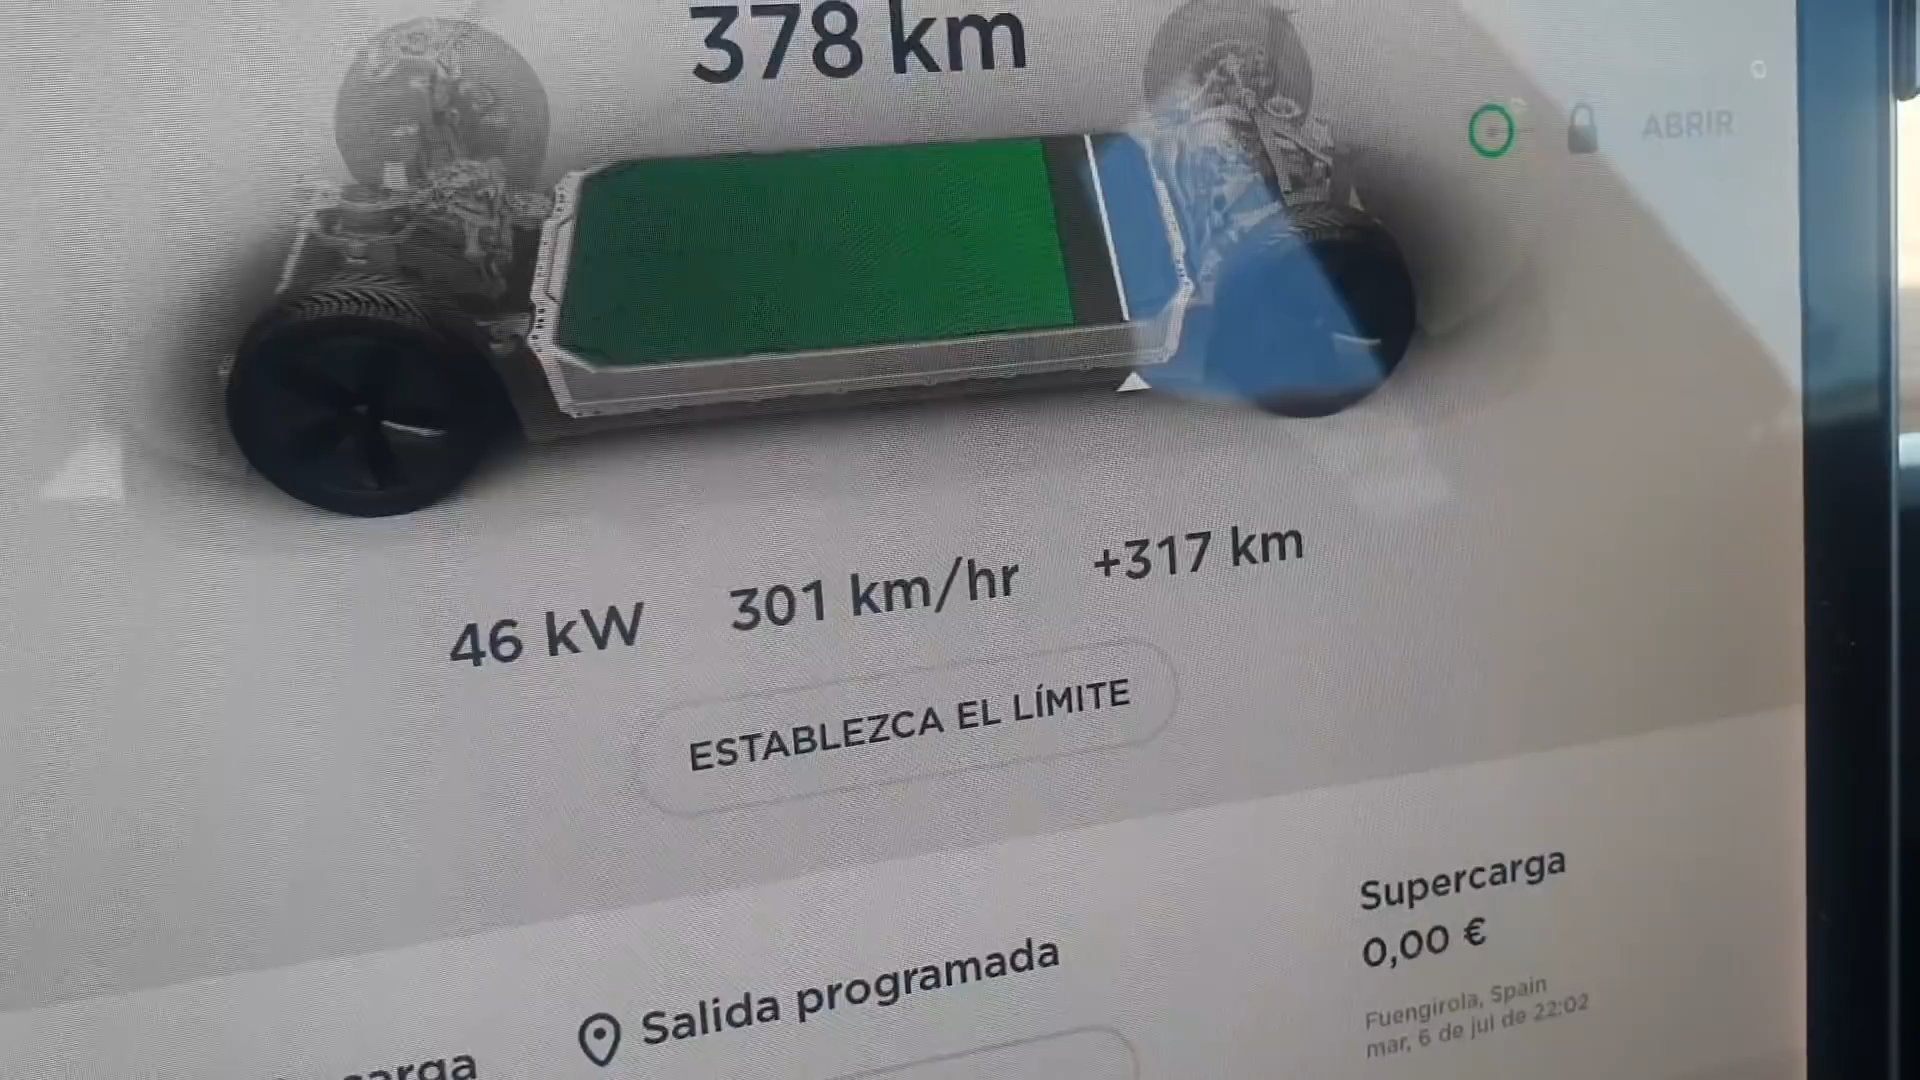 378 km
ABRIR
46 kW
301 km/hr
+317 km
ESTABLEZCA EL LÍMITE
Supercarga
0,00 €
Fuengirola, Spain
mar, 6 de jul de 22:02
Salida programada